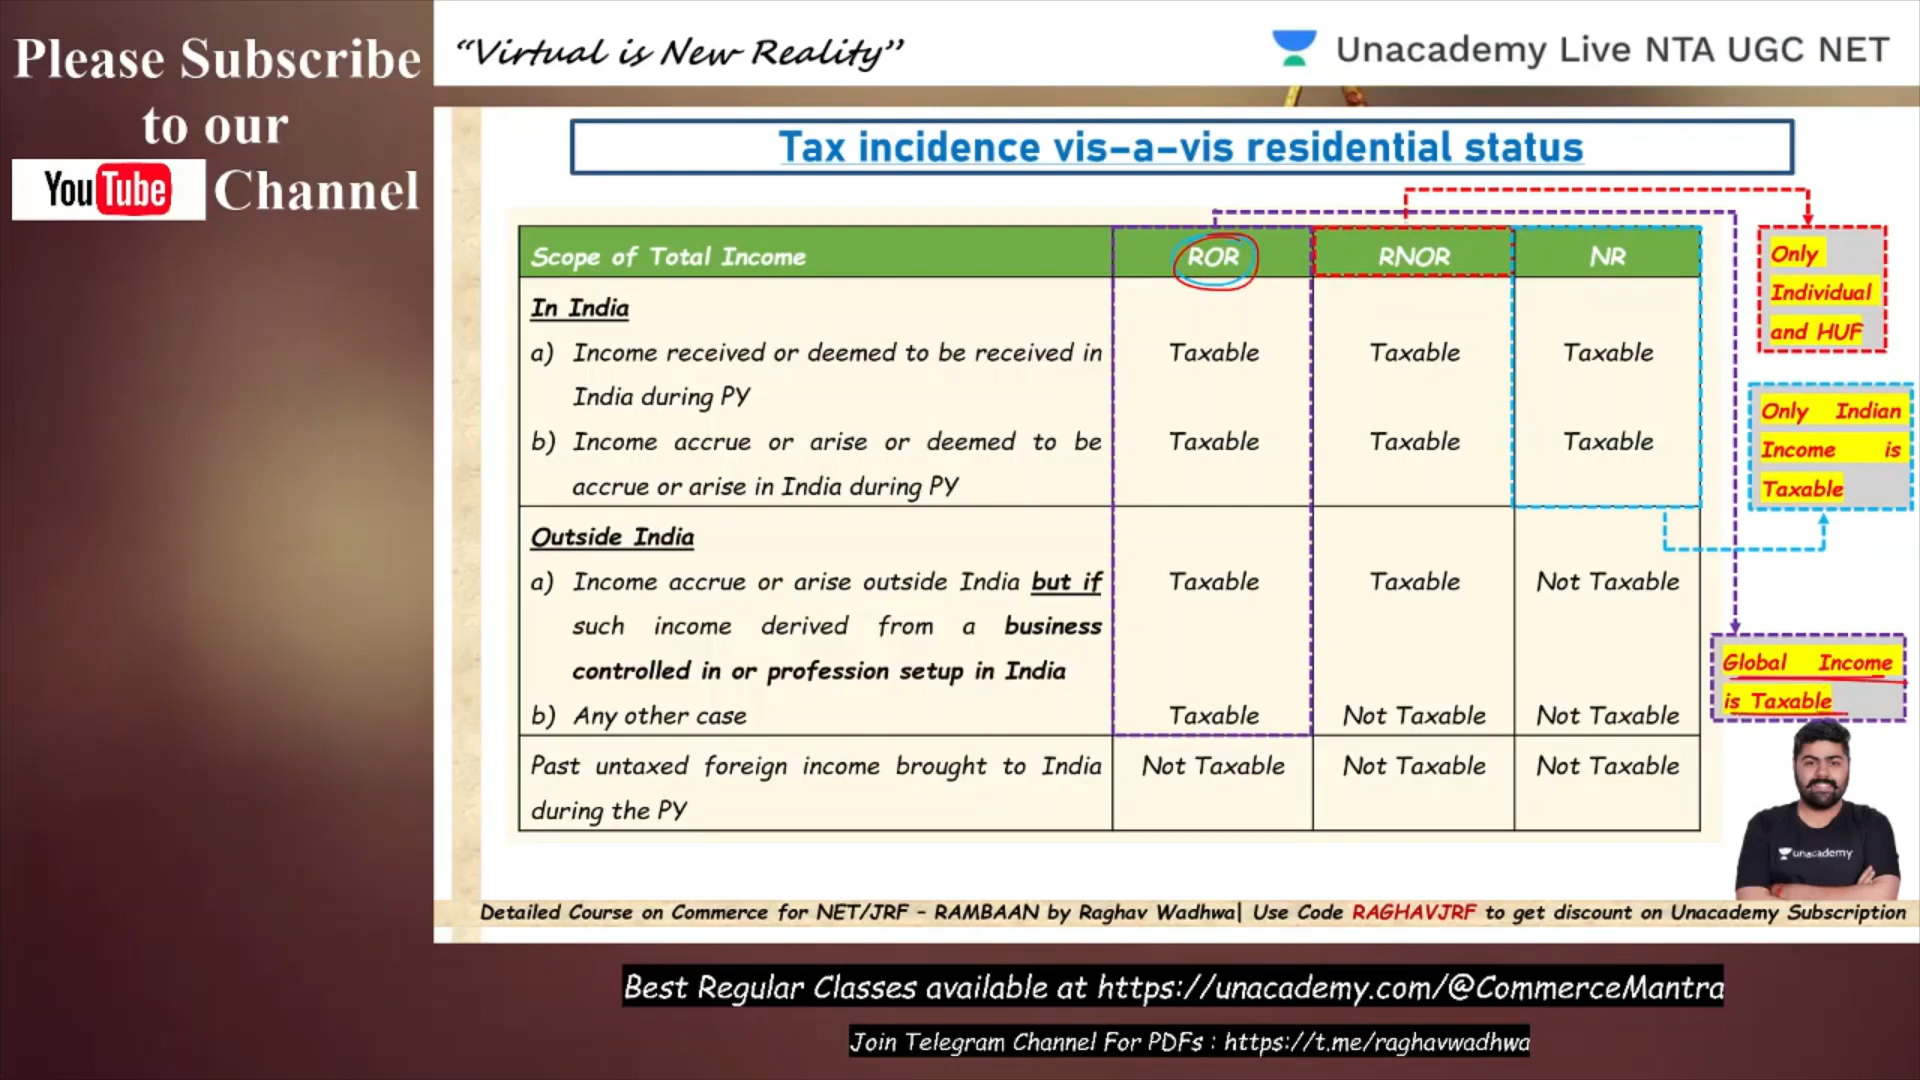 Please Subscribe
to our
YouTube Channel
“Virtual is New Reality”
Unacademy Live NTA UGC NET
Tax incidence vis-a-vis residential status
Scope of Total Income ROR RNOR NR
In India
a) Income received or deemed to be received in Taxable Taxable Taxable
India during PY
b) Income accrue or arise or deemed to be Taxable Taxable Taxable
accrue or arise in India during PY
Outside India
a) Income accrue or arise outside India but if Taxable Taxable Not Taxable
such income derived from a business
controlled in or profession setup in India
b) Any other case Taxable Not Taxable Not Taxable
Past untaxed foreign income brought to India Not Taxable Not Taxable Not Taxable
during the PY
Only
Individual
and HUF
Only Indian
Income is
Taxable
Global Income
is Taxable
unacademy
Detailed Course on Commerce for NET/JRF - RAMBAAN by Raghav Wadhwa| Use Code RAGHAVJRF to get discount on Unacademy Subscription
Best Regular Classes available at https://unacademy.com/@CommerceMantra
Join Telegram Channel For PDFs : https://t.me/raghavwadhwa